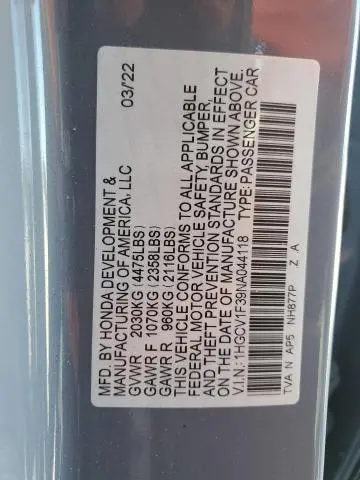 MFD. BY HONDA DEVELOPMENT &
MANUFACTURING OF AMERICA, LLC 03/22
GVWR 2030KG (4475LBS)
GAWR F 1070KG (2358LBS)
GAWR R 960KG (2116LBS)
THIS VEHICLE CONFORMS TO ALL APPLICABLE
FEDERAL MOTOR VEHICLE SAFETY, BUMPER,
AND THEFT PREVENTION STANDARDS IN EFFECT
ON THE DATE OF MANUFACTURE SHOWN ABOVE.
V.I.N.: 1HGCV1F39NA044118 TYPE: PASSENGER CAR
TVA N AP5 NH877P Z A